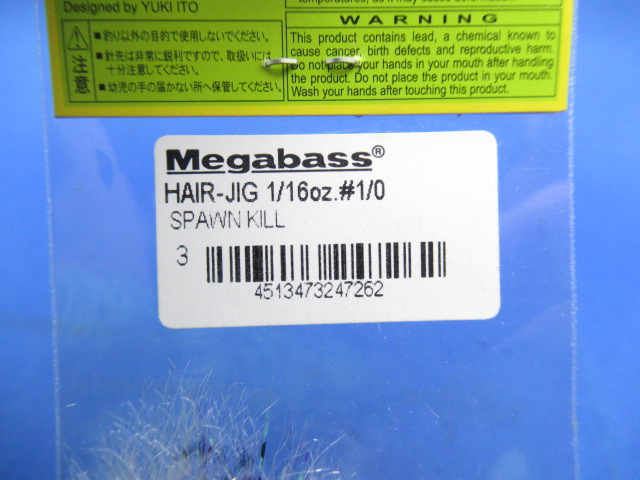 Designed by YUKI ITO
temperatures, as it may cause deformation.
注意
■釣り以外の目的で使用しないでください。
■針先は非常に鋭利ですので、取扱いには
十分注意してください。
■幼児の手の届かない所へ保管してください。
WARNING
This product contains lead, a chemical known to
cause cancer, birth defects and reproductive harm.
Do not place your hands in your mouth after handling
the product. Do not place the product in your mouth.
Wash your hands after touching this product.
Megabass®
HAIR-JIG 1/16oz.#1/0
SPAWN KILL
3
4513473247262